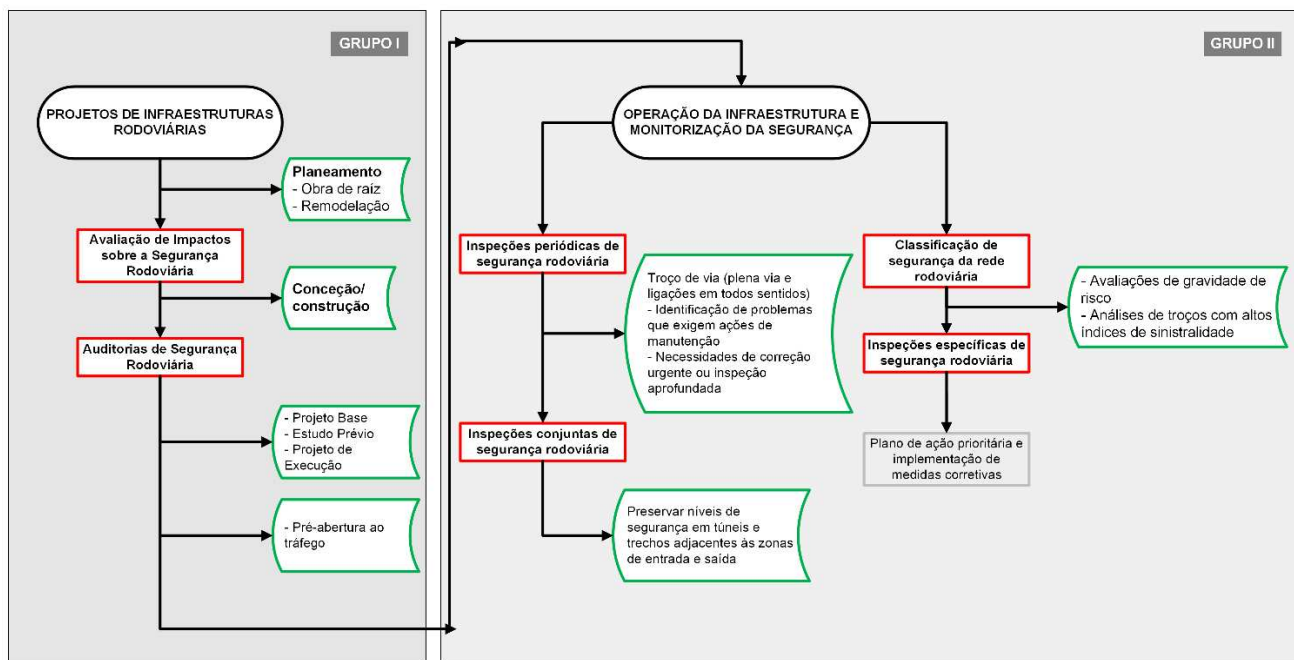 GRUPO I
PROJETOS DE INFRAESTRUTURAS
RODOVIÁRIAS
Planeamento
- Obra de raíz
- Remodelação
Avaliação de Impactos
sobre a Segurança
Rodoviária
Conceção/
construção
Auditorias de Segurança
Rodoviária
- Projeto Base
- Estudo Prévio
- Projeto de
Execução
- Pré-abertura ao
tráfego
GRUPO II
OPERAÇÃO DA INFRAESTRUTURA E
MONITORIZAÇÃO DA SEGURANÇA
Inspeções periódicas de
segurança rodoviária
Troço de via (plena via e
ligações em todos sentidos)
- Identificação de problemas
que exigem ações de
manutenção
- Necessidades de correção
urgente ou inspeção
aprofundada
Inspeções conjuntas de
segurança rodoviária
Preservar níveis de
segurança em túneis e
trechos adjacentes às zonas
de entrada e saída
Classificação de
segurança da rede
rodoviária
- Avaliações de gravidade de
risco
- Análises de troços com altos
índices de sinistralidade
Inspeções específicas de
segurança rodoviária
Plano de ação prioritária e
implementação de
medidas corretivas